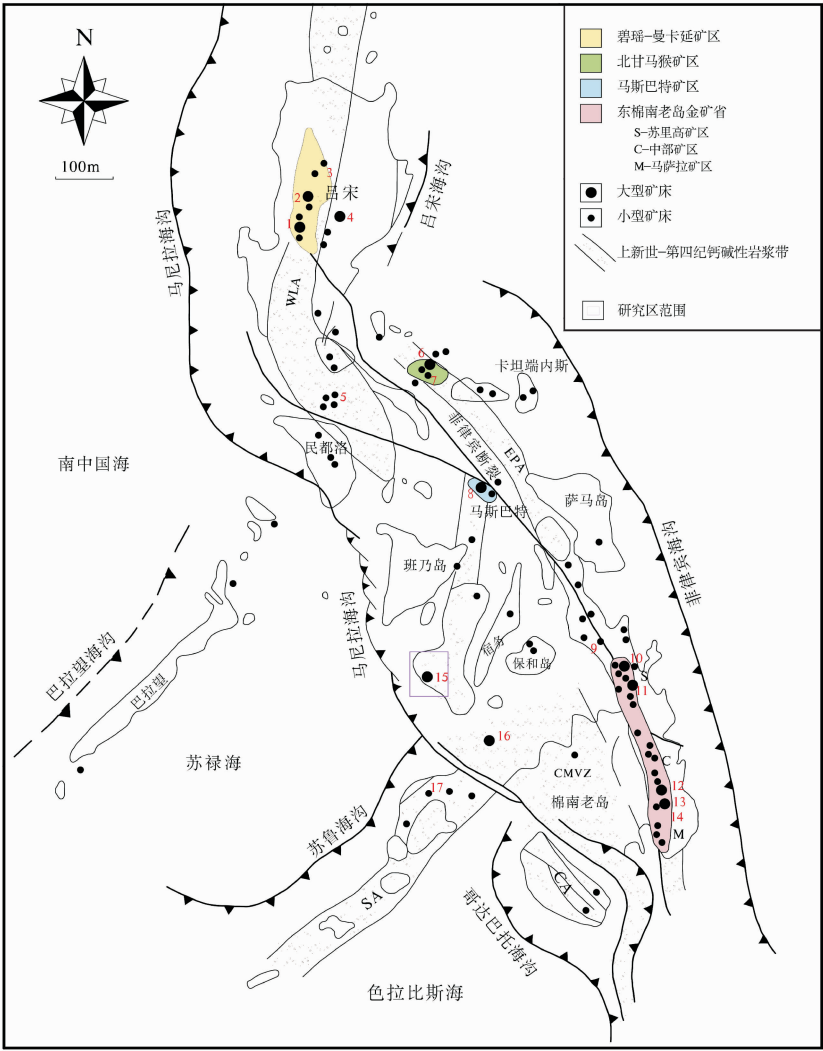 N
100m
碧瑶-曼卡延矿区
北甘马猴矿区
马斯巴特矿区
东棉南老岛金矿省
S-苏里高矿区
C-中部矿区
M-马萨拉矿区
大型矿床
小型矿床
上新世-第四纪钙碱性岩浆带
研究区范围
3
2
吕宋
4
1
吕宋海沟
马尼拉海沟
WLA
6
7
卡坦端内斯
5
民都洛
菲律宾断裂
EPA
南中国海
8
马斯巴特
萨马岛
菲律宾海沟
班乃岛
马尼拉海沟
宿务
保和岛
9
10
S
11
15
巴拉望海沟
巴拉望
16
苏禄海
CMVZ
C
12
棉南老岛
13
14
M
17
苏鲁海沟
SA
CA
哥达巴托海沟
色拉比斯海